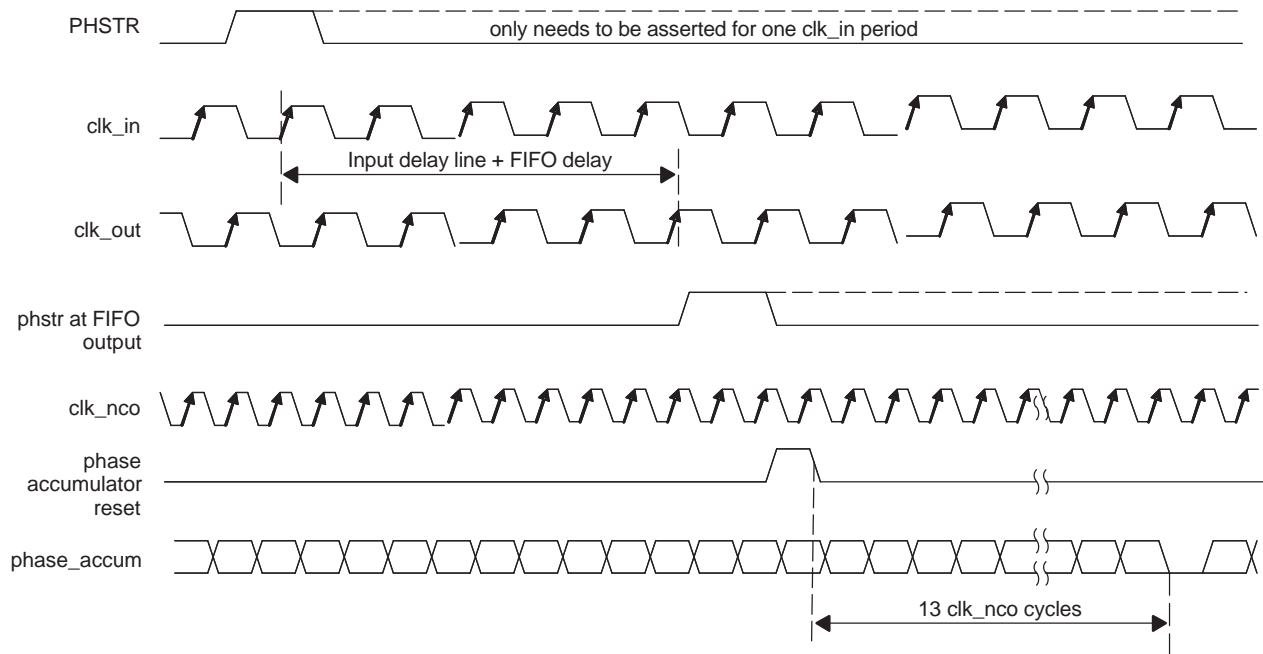 PHSTR
only needs to be asserted for one clk_in period
clk_in
Input delay line + FIFO delay
clk_out
phstr at FIFO
output
clk_nco
phase
accumulator
reset
phase_accum
13 clk_nco cycles